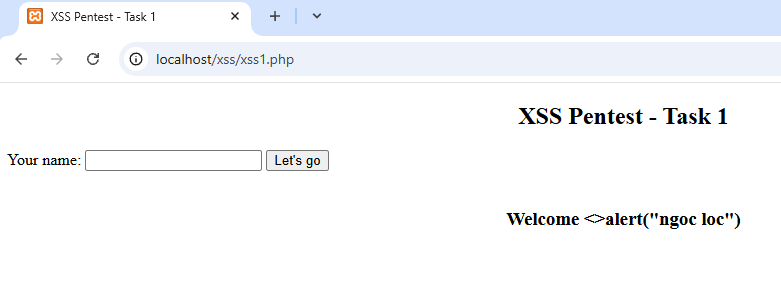 XSS Pentest - Task 1
localhost/xss/xss1.php
XSS Pentest - Task 1
Your name: Let's go
Welcome <>alert("ngoc loc")